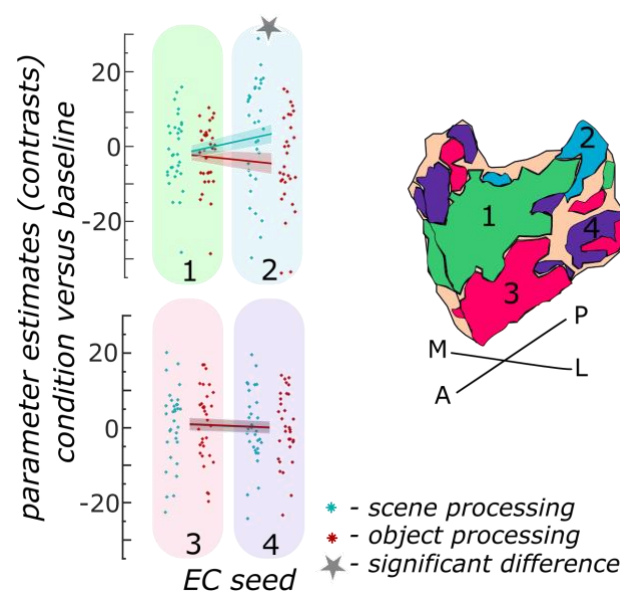 parameter estimates (contrasts)
condition versus baseline
20
0
-20
1
2
20
0
-20
3
4
EC seed
1
2
3
4
P
M
L
A
- scene processing
- object processing
- significant difference